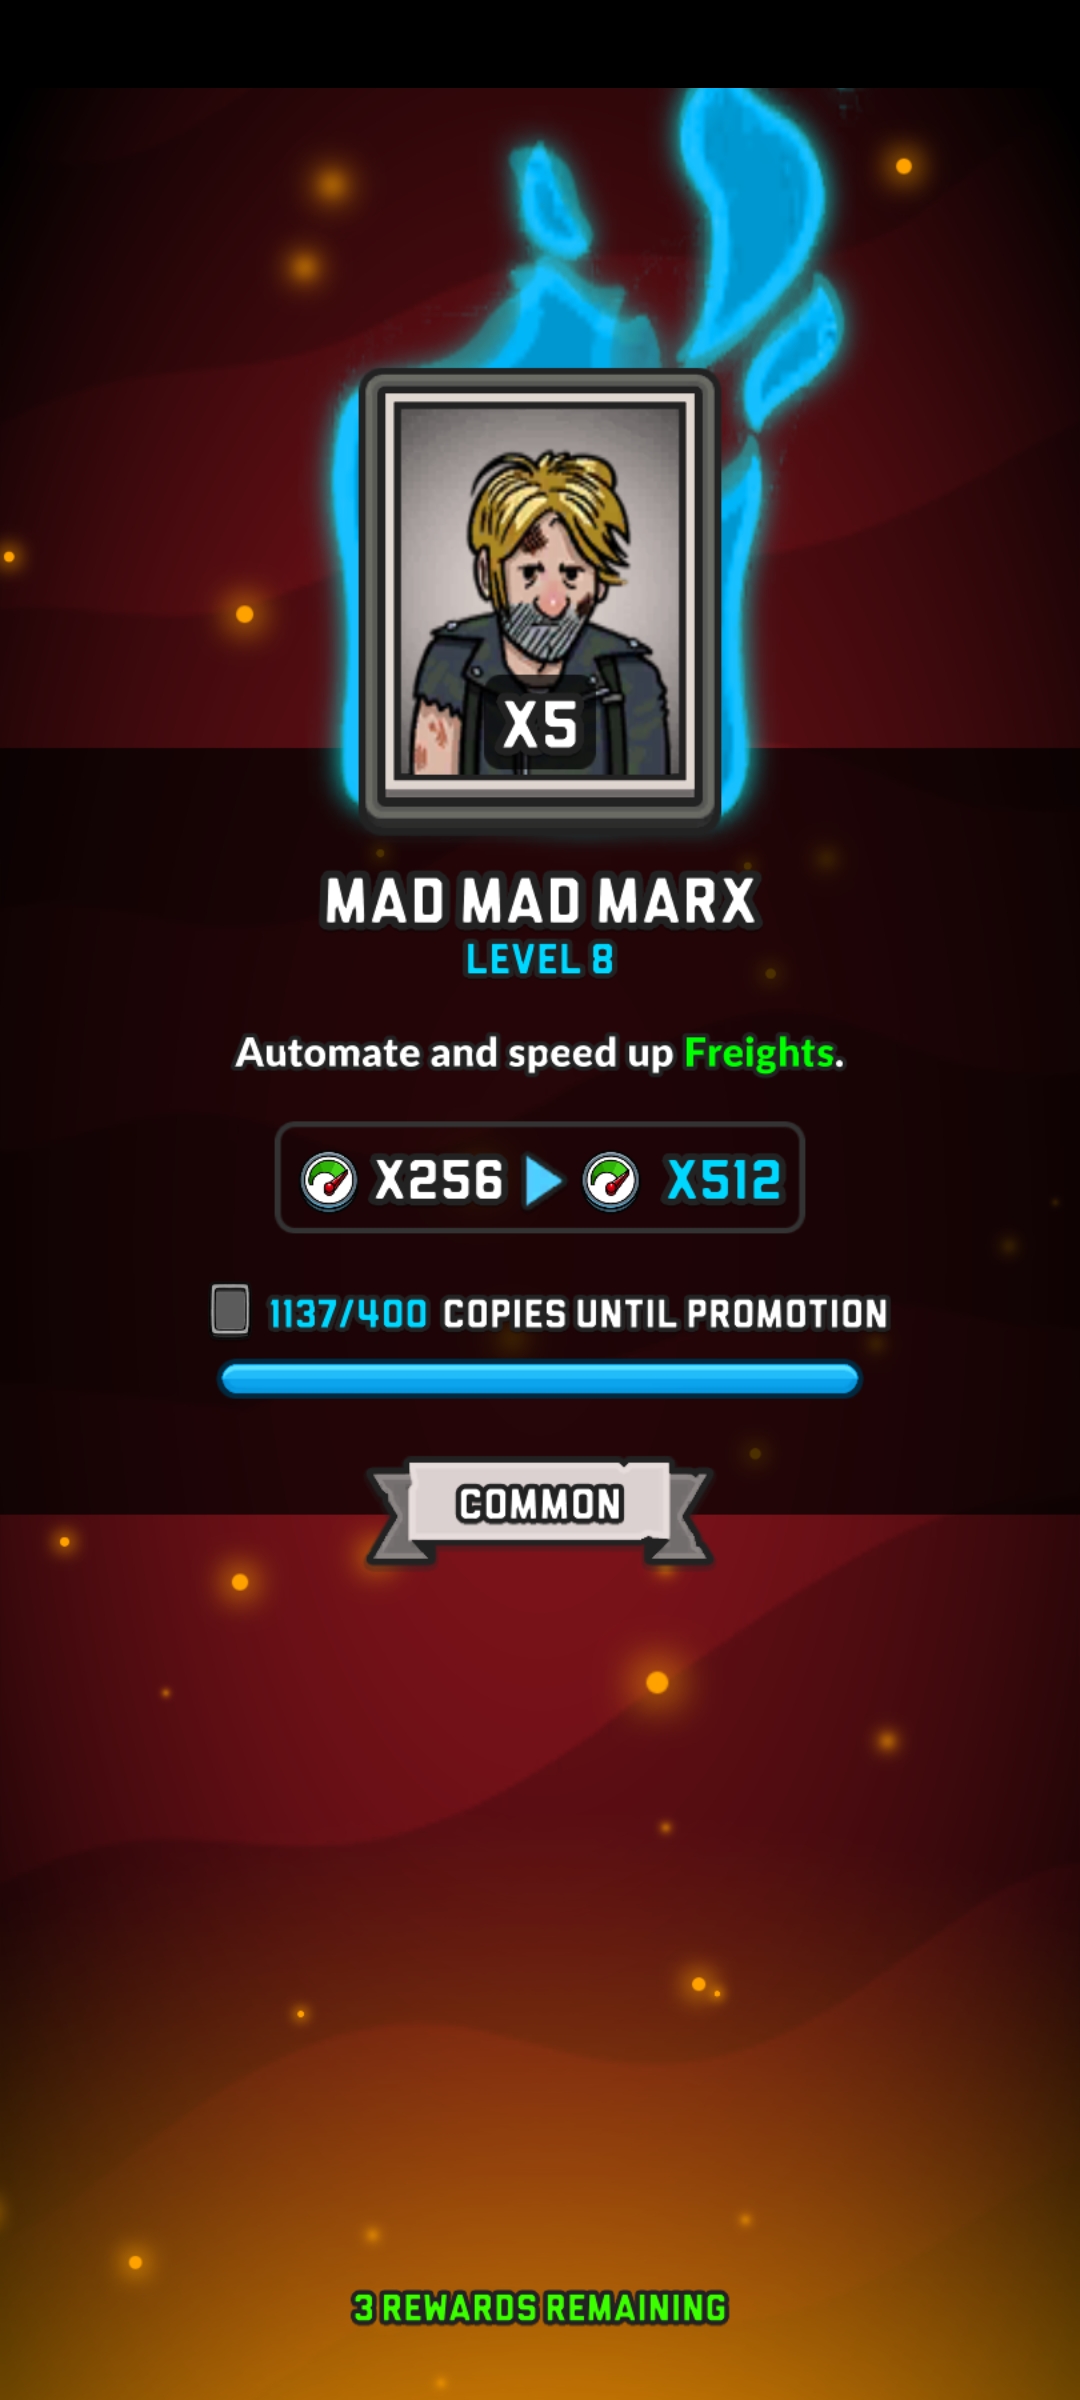 X5
MAD MAD MARX
LEVEL 8
Automate and speed up Freights.
X256 X512
1137/400 COPIES UNTIL PROMOTION
COMMON
3 REWARDS REMAINING